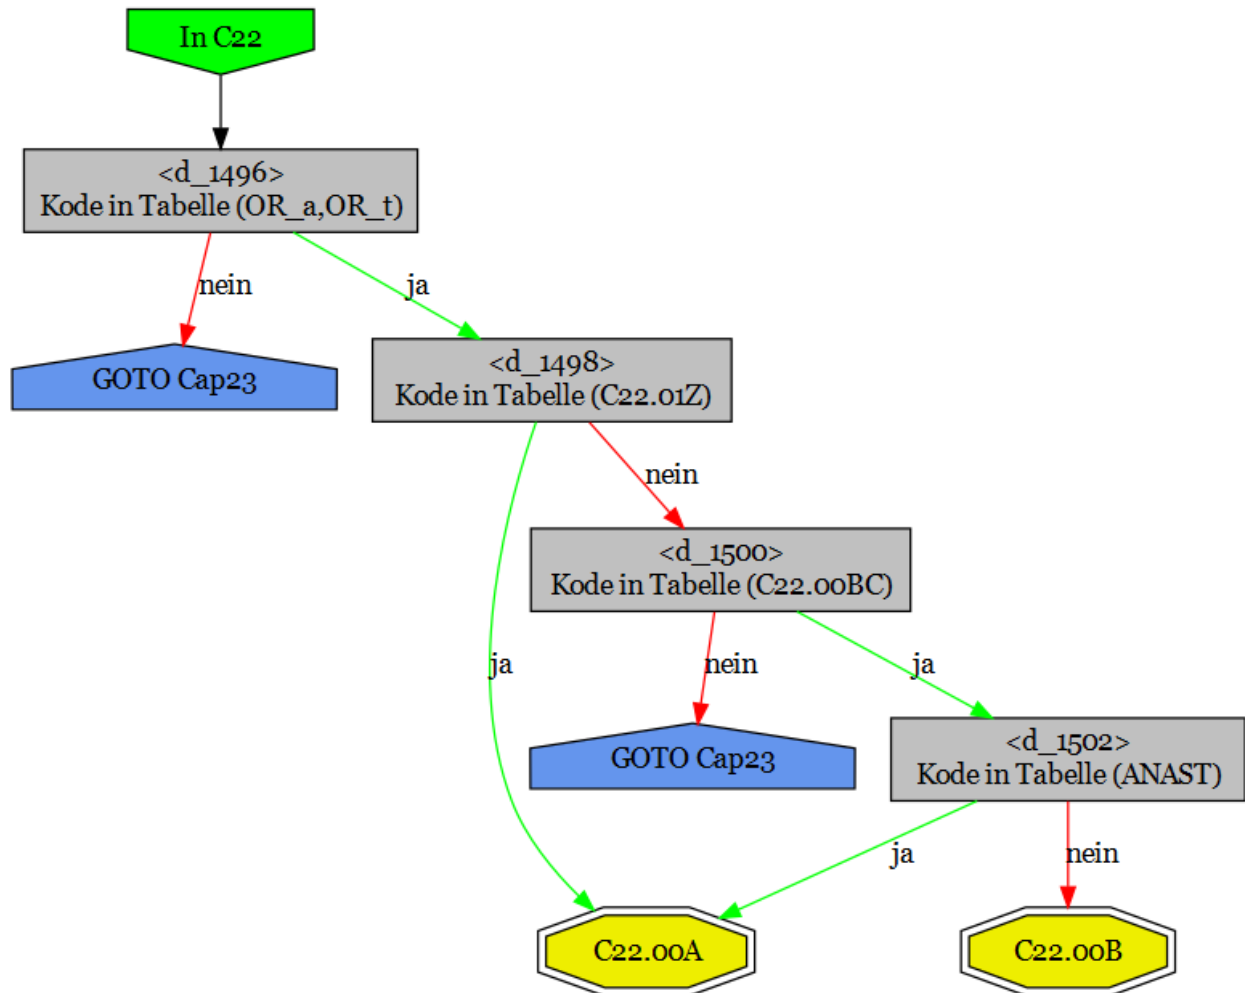 In C22
<d_1496>
Kode in Tabelle (OR_a,OR_t)
nein
ja
<d_1498>
Kode in Tabelle (C22.01Z)
GOTO Cap23
nein
<d_1500>
Kode in Tabelle (C22.00BC)
ja
nein
ja
<d_1502>
Kode in Tabelle (ANAST)
GOTO Cap23
ja
nein
C22.00A
C22.00B